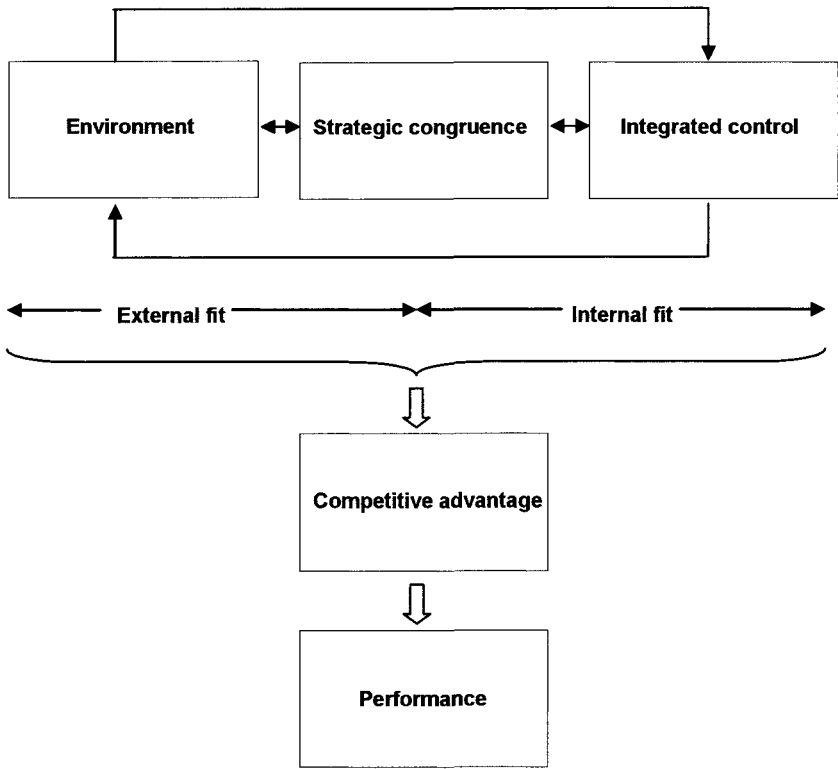 Environment
Strategic congruence
Integrated control
External fit
Internal fit
Competitive advantage
Performance